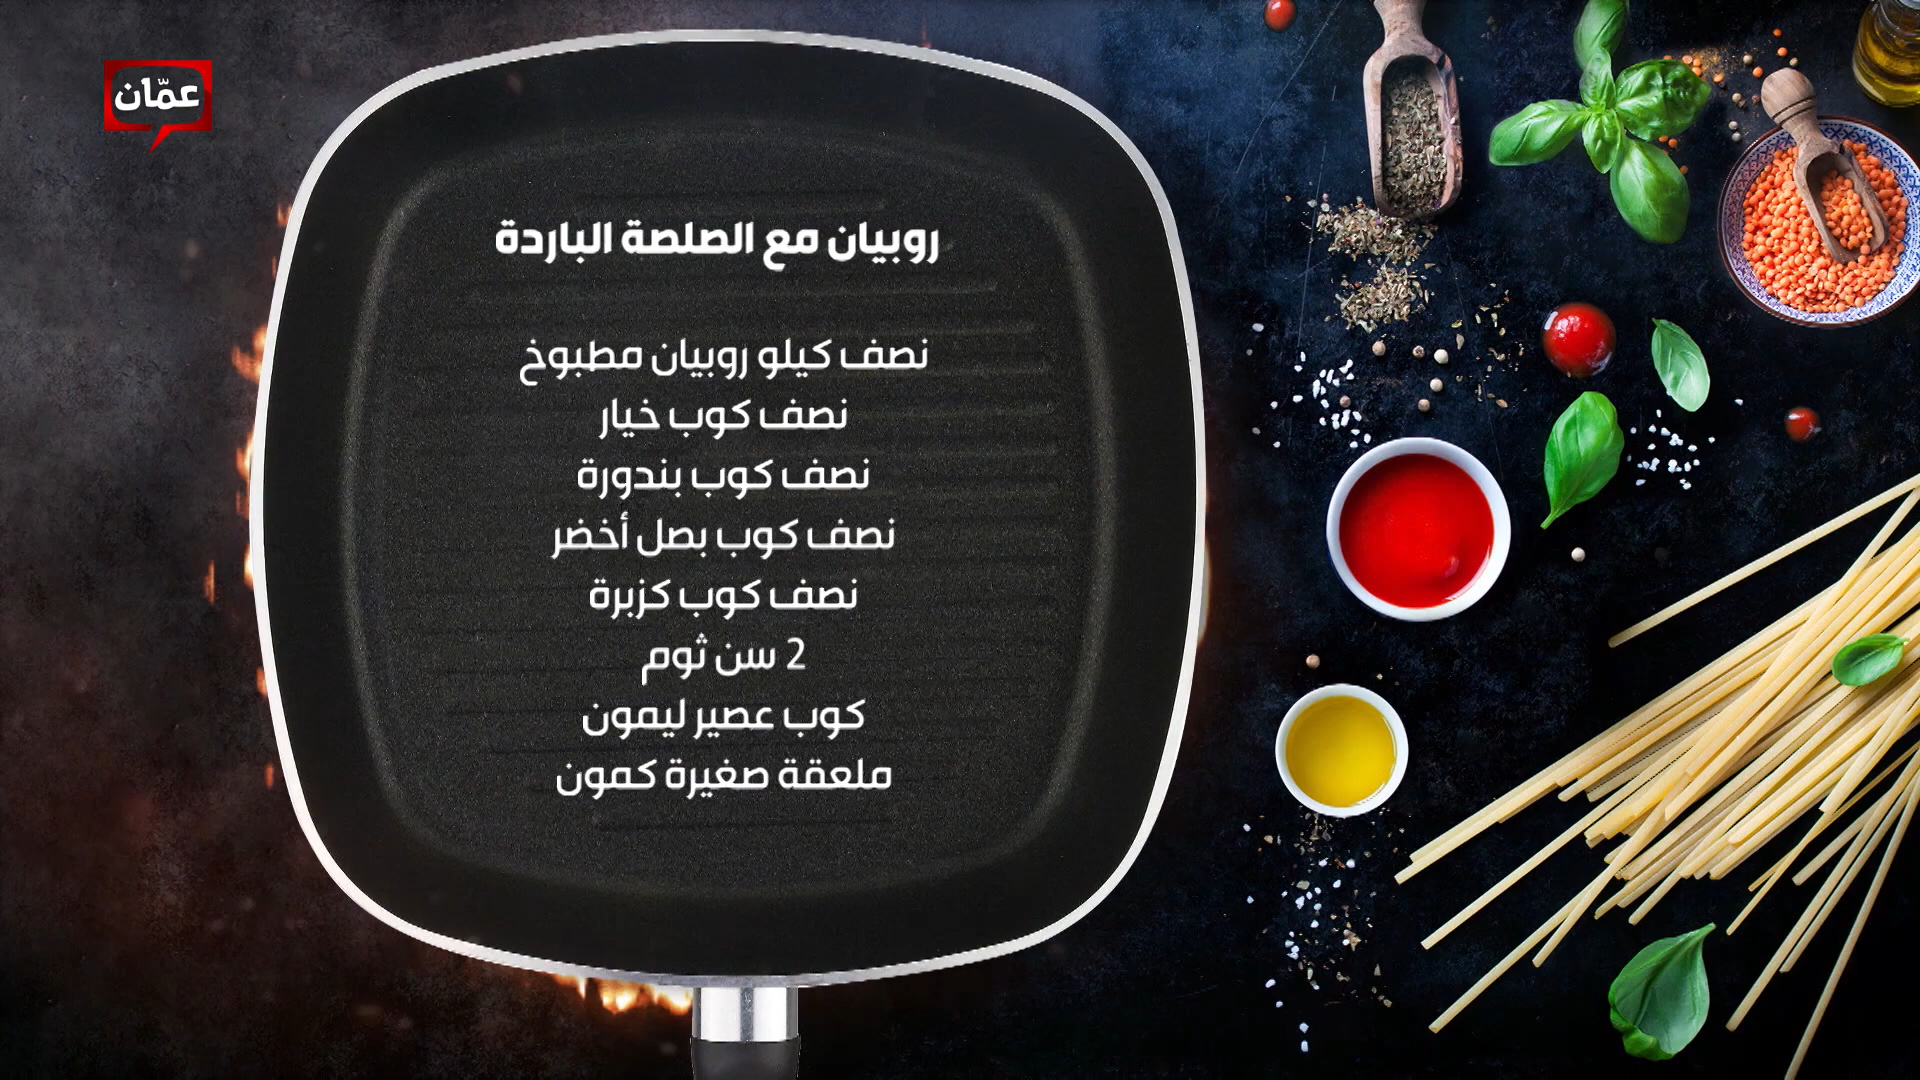 عمّان
روبيان مع الصلصة الباردة
نصف كيلو روبيان مطبوخ
نصف كوب خيار
نصف كوب بندورة
نصف كوب بصل أخضر
نصف كوب كزبرة
2 سن ثوم
كوب عصير ليمون
ملعقة صغيرة كمون